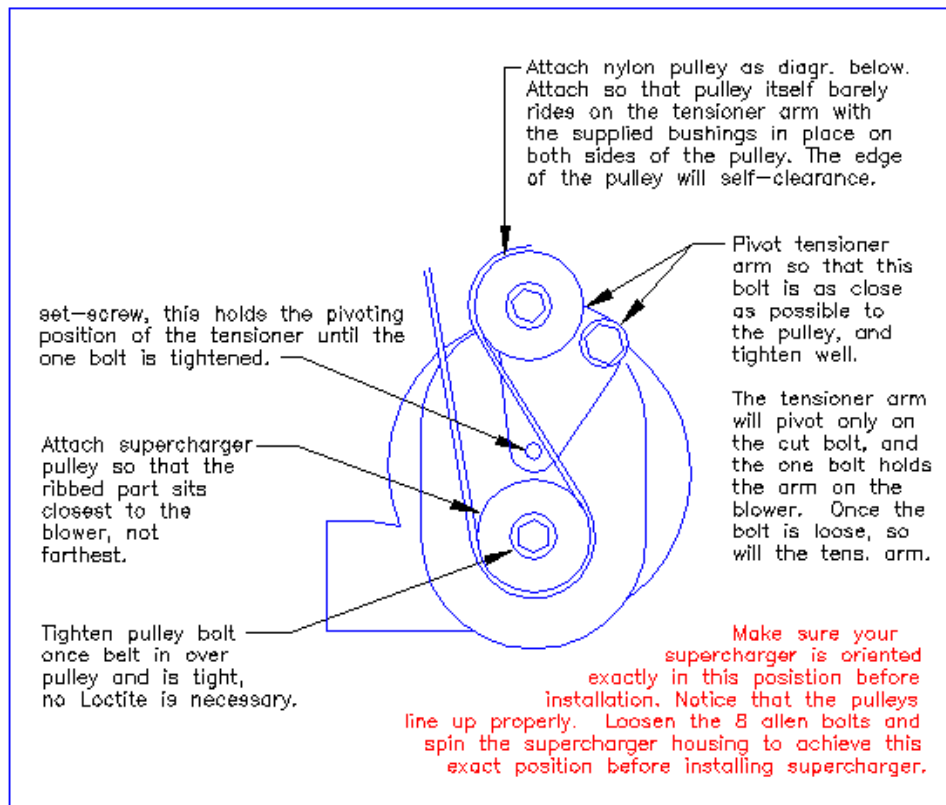 Attach nylon pulley as diagr. below.
Attach so that pulley itself barely
rides on the tensioner arm with
the supplied bushings in place on
both sides of the pulley. The edge
of the pulley will self-clearance.
Pivot tensioner
arm so that this
bolt is as close
as possible to
the pulley, and
tighten well.
The tensioner arm
will pivot only on
the cut bolt, and
the one bolt holds
the arm on the
blower. Once the
bolt is loose, so
will the tens. arm.
set-screw, this holds the pivoting
position of the tensioner until the
one bolt is tightened.
Attach supercharger
pulley so that the
ribbed part sits
closest to the
blower, not
farthest.
Tighten pulley bolt
once belt in over
pulley and is tight,
no Loctite is necessary.
Make sure your
supercharger is oriented
exactly in this posistion before
installation. Notice that the pulleys
line up properly. Loosen the 8 allen bolts and
spin the supercharger housing to achieve this
exact position before installing supercharger.